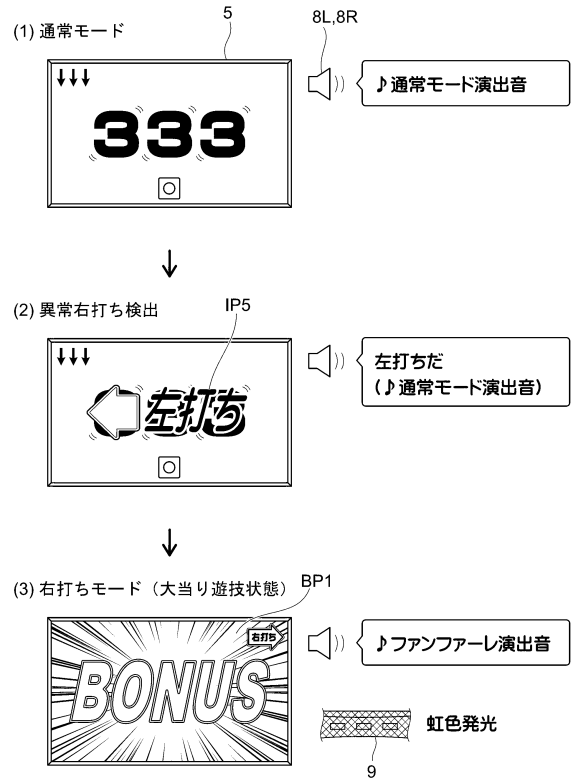 (1) 通常モード
5
8L,8R
333
♪通常モード演出音
(2) 異常右打ち検出
IP5
左打ち
左打ちだ
(♪通常モード演出音)
(3) 右打ちモード（大当り遊技状態）
BP1
右打ち
BONUS
♪ファンファーレ演出音
虹色発光
9